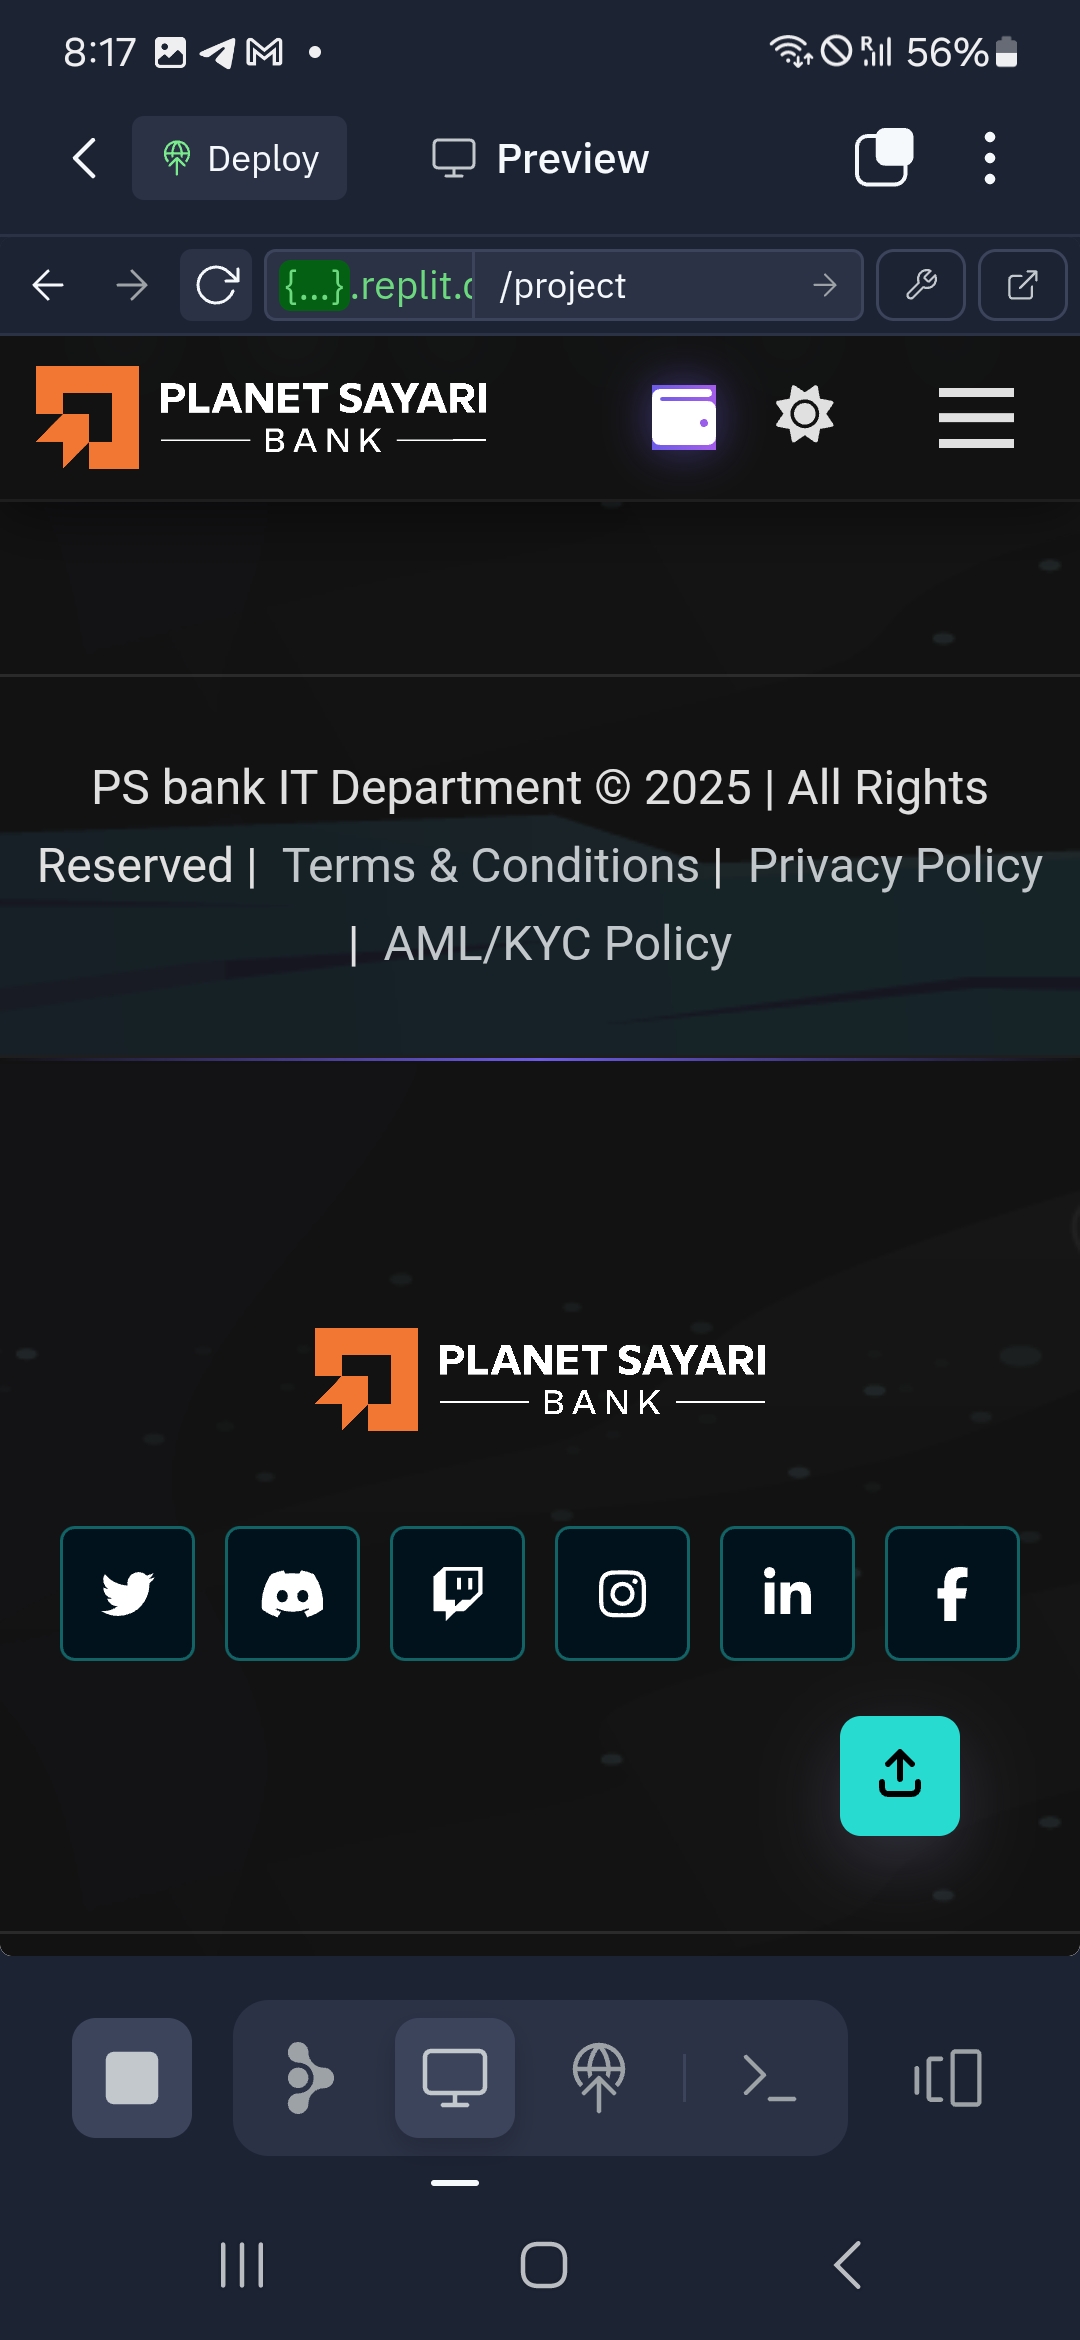 8:17
R
56%
Deploy
Preview
{...}.replit.
/project
PLANET SAYARI
BANK
PS bank IT Department © 2025 | All Rights
Reserved | Terms & Conditions | Privacy Policy
| AML/KYC Policy
PLANET SAYARI
BANK